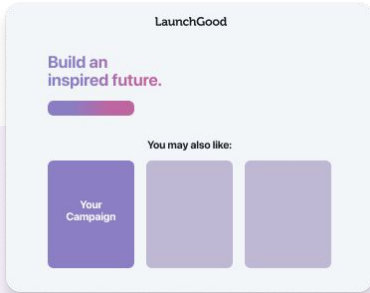 LaunchGood
Build an
inspired future.
You may also like:
Your
Campaign